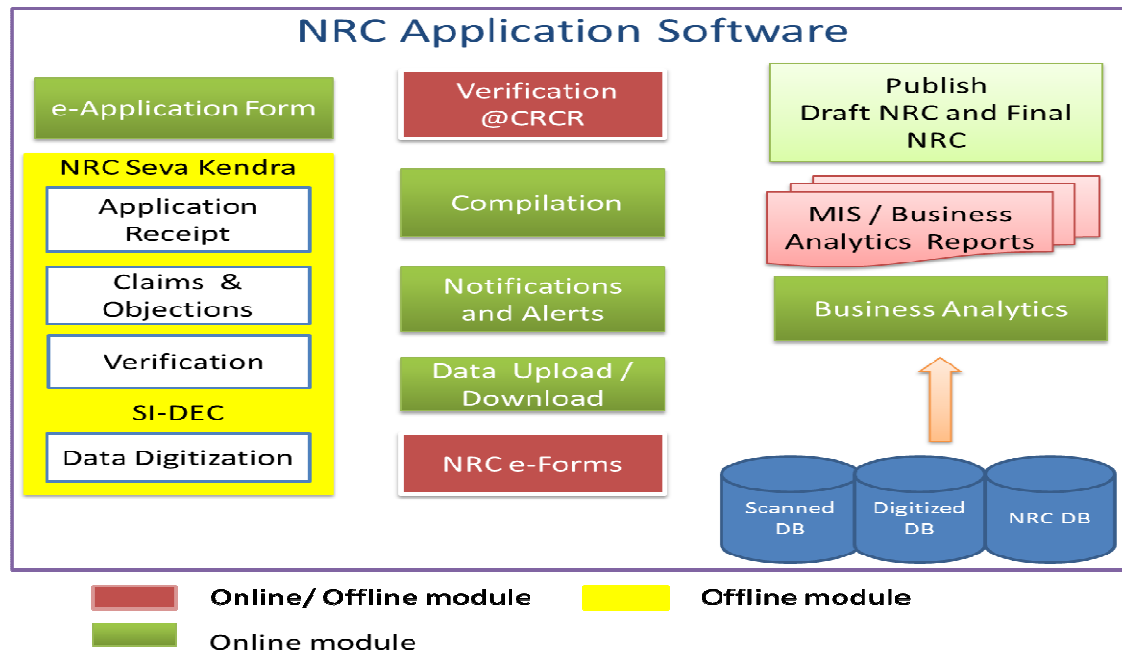 NRC Application Software
e-Application Form
NRC Seva Kendra
Application
Receipt
Claims &
Objections
Verification
SI-DEC
Data Digitization
Verification
@CRCR
Compilation
Notifications
and Alerts
Data Upload /
Download
NRC e-Forms
Publish
Draft NRC and Final
NRC
MIS / Business
Analytics Reports
Business Analytics
Scanned
DB
Digitized
DB
NRC DB
Online/ Offline module
Offline module
Online module